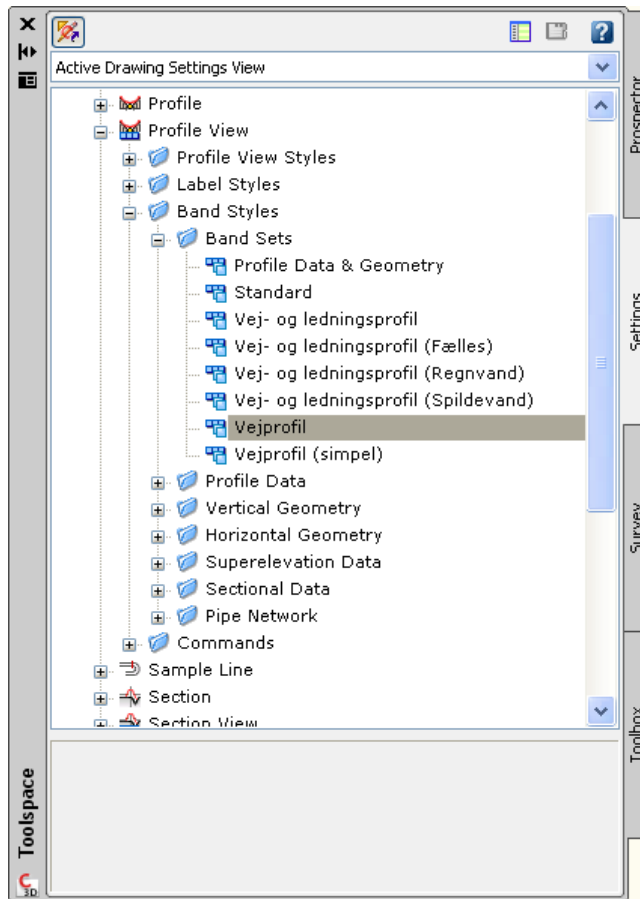 Active Drawing Settings View
Profile
Profile View
Profile View Styles
Label Styles
Band Styles
Band Sets
Profile Data & Geometry
Standard
Vej- og ledningsprofil
Vej- og ledningsprofil (Fælles)
Vej- og ledningsprofil (Regnvand)
Vej- og ledningsprofil (Spildevand)
Vejprofil
Vejprofil (simpel)
Profile Data
Vertical Geometry
Horizontal Geometry
Superelevation Data
Sectional Data
Pipe Network
Commands
Sample Line
Section
Section View
Prospector
Settings
Survey
Toolbox
Toolspace
C
3D